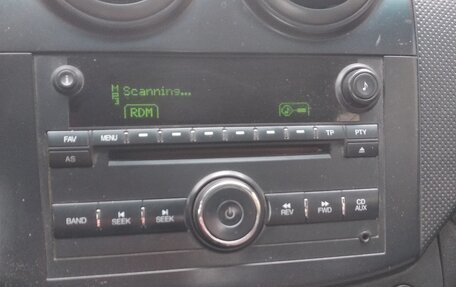 MP3
Scanning...
RDM
FAV
MENU
TP
PTY
AS
BAND
SEEK
SEEK
REV
FWD
CD
AUX